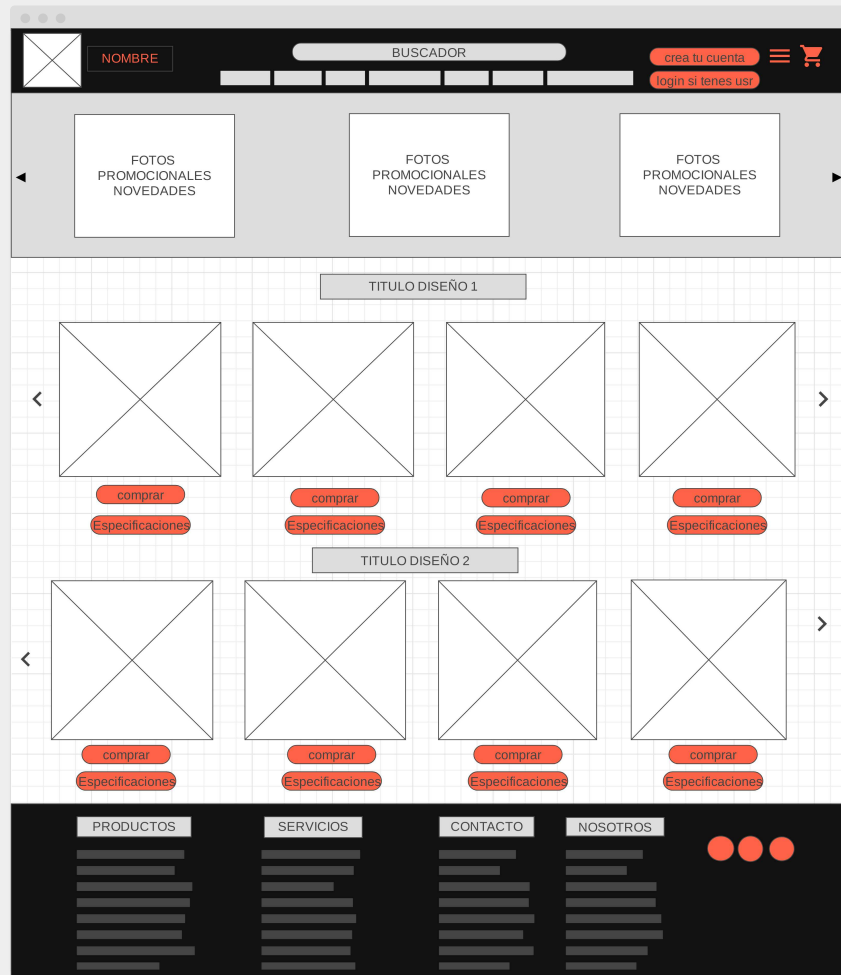 NOMBRE
BUSCADOR
crea tu cuenta
login si tenes usr
FOTOS
PROMOCIONALES
NOVEDADES
FOTOS
PROMOCIONALES
NOVEDADES
FOTOS
PROMOCIONALES
NOVEDADES
TITULO DISEÑO 1
comprar
comprar
comprar
comprar
Especificaciones
Especificaciones
Especificaciones
Especificaciones
TITULO DISEÑO 2
comprar
comprar
comprar
comprar
Especificaciones
Especificaciones
Especificaciones
Especificaciones
PRODUCTOS
SERVICIOS
CONTACTO
NOSOTROS